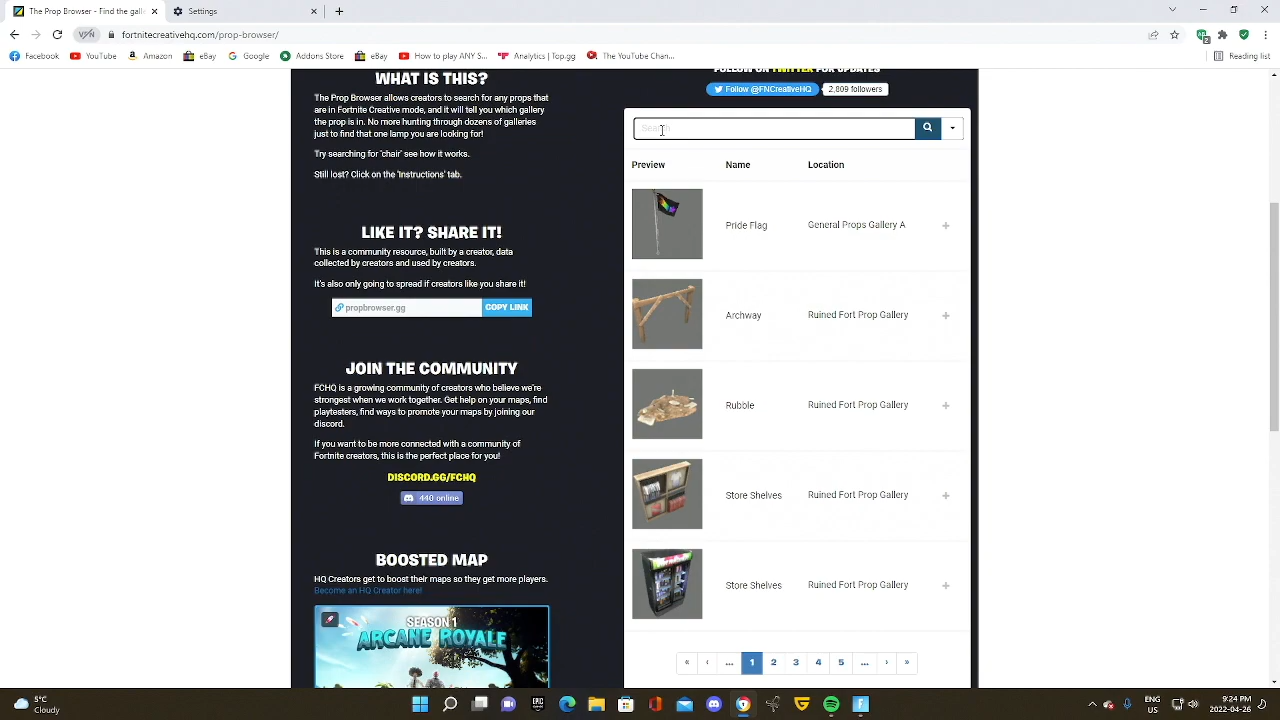 The Prop Browser - Find the gall
Settings
VPN
fortnitecreativehq.com/prop-browser/
Facebook
YouTube
Amazon
eBay
Google
Addons Store
eBay
How to play ANY S...
Analytics | Top.gg
The YouTube Chan...
Reading list
WHAT IS THIS?
The Prop Browser allows creators to search for any props that
are in Fortnite Creative mode, and it will tell you which gallery
the prop is in. No more hunting through dozens of galleries
just to find that one lamp you are looking for!
Try searching for 'chair' see how it works.
Still lost? Click on the 'Instructions' tab.
LIKE IT? SHARE IT!
This is a community resource, built by a creator, data
collected by creators and used by creators.
It's also only going to spread if creators like you share it!
propbrowser.gg
COPY LINK
JOIN THE COMMUNITY
FCHQ is a growing community of creators who believe we're
strongest when we work together. Get help on your maps, find
playtesters, find ways to promote your maps by joining our
discord.
If you want to be more connected with a community of
Fortnite creators, this is the perfect place for you!
DISCORD.GG/FCHQ
440 online
BOOSTED MAP
HQ Creators get to boost their maps so they get more players.
Become an HQ Creator here!
SEASON 1
ARCANE ROYALE
FOLLOW ON TWITTER FOR UPDATES
Follow @FNCreativeHQ
2,809 followers
Search
Preview Name Location
Pride Flag General Props Gallery A +
Archway Ruined Fort Prop Gallery +
Rubble Ruined Fort Prop Gallery +
Store Shelves Ruined Fort Prop Gallery +
Store Shelves Ruined Fort Prop Gallery +
« ‹ ... 1 2 3 4 5 ... › »
5°C
Cloudy
ENG
US
9:27 PM
2022-04-26